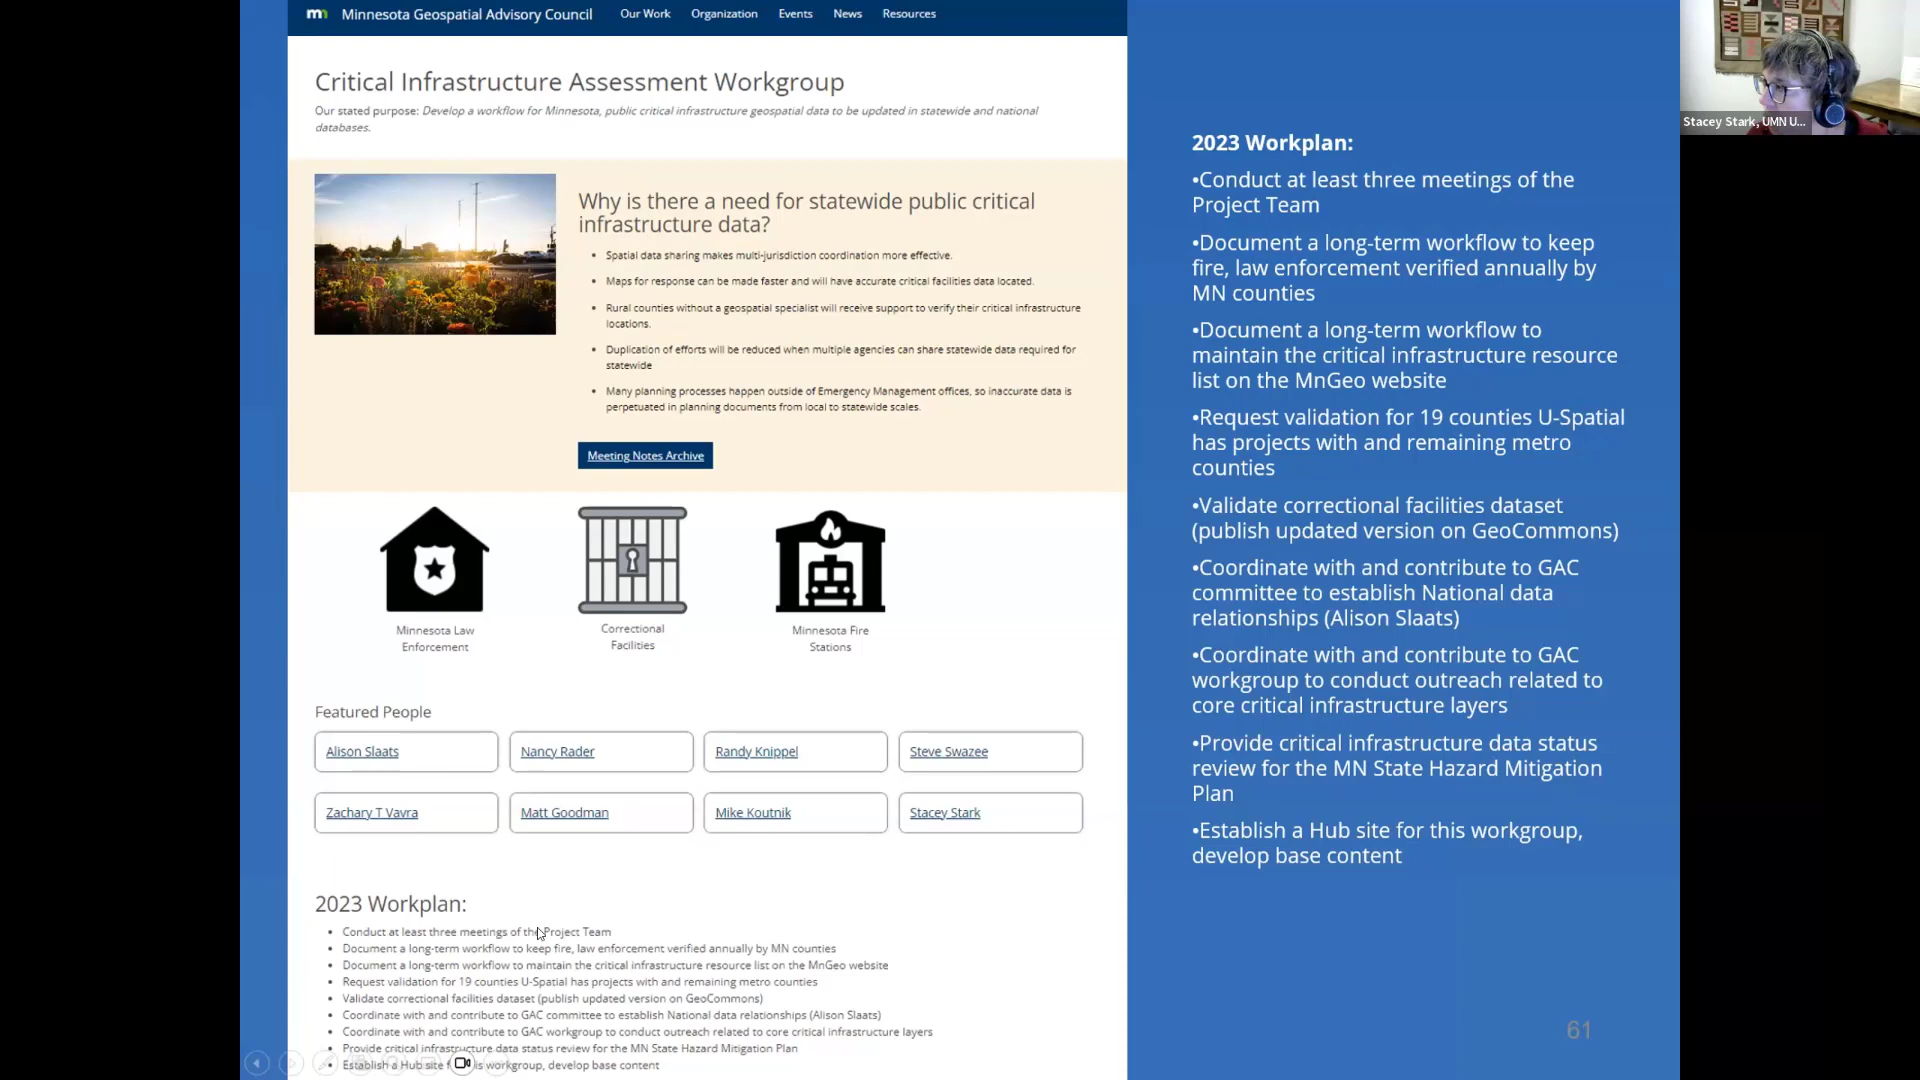 mn Minnesota Geospatial Advisory Council Our Work Organization Events News Resources
Critical Infrastructure Assessment Workgroup
Our stated purpose: Develop a workflow for Minnesota, public critical infrastructure geospatial data to be updated in statewide and national
databases.
Why is there a need for statewide public critical
infrastructure data?
• Spatial data sharing makes multi-jurisdiction coordination more effective.
• Maps for response can be made faster and will have accurate critical facilities data located.
• Rural counties without a geospatial specialist will receive support to verify their critical infrastructure
locations.
• Duplication of efforts will be reduced when multiple agencies can share statewide data required for
statewide
• Many planning processes happen outside of Emergency Management offices, so inaccurate data is
perpetuated in planning documents from local to statewide scales.
Meeting Notes Archive
Minnesota Law
Enforcement
Correctional
Facilities
Minnesota Fire
Stations
Featured People
Alison Slaats
Nancy Rader
Randy Knippel
Steve Swazee
Zachary T Vavra
Matt Goodman
Mike Koutnik
Stacey Stark
2023 Workplan:
• Conduct at least three meetings of the Project Team
• Document a long-term workflow to keep fire, law enforcement verified annually by MN counties
• Document a long-term workflow to maintain the critical infrastructure resource list on the MnGeo website
• Request validation for 19 counties U-Spatial has projects with and remaining metro counties
• Validate correctional facilities dataset (publish updated version on GeoCommons)
• Coordinate with and contribute to GAC committee to establish National data relationships (Alison Slaats)
• Coordinate with and contribute to GAC workgroup to conduct outreach related to core critical infrastructure layers
• Provide critical infrastructure data status review for the MN State Hazard Mitigation Plan
• Establish a Hub site workgroup, develop base content
2023 Workplan:
•Conduct at least three meetings of the
Project Team
•Document a long-term workflow to keep
fire, law enforcement verified annually by
MN counties
•Document a long-term workflow to
maintain the critical infrastructure resource
list on the MnGeo website
•Request validation for 19 counties U-Spatial
has projects with and remaining metro
counties
•Validate correctional facilities dataset
(publish updated version on GeoCommons)
•Coordinate with and contribute to GAC
committee to establish National data
relationships (Alison Slaats)
•Coordinate with and contribute to GAC
workgroup to conduct outreach related to
core critical infrastructure layers
•Provide critical infrastructure data status
review for the MN State Hazard Mitigation
Plan
•Establish a Hub site for this workgroup,
develop base content
61
Stacey Stark, UMN U...